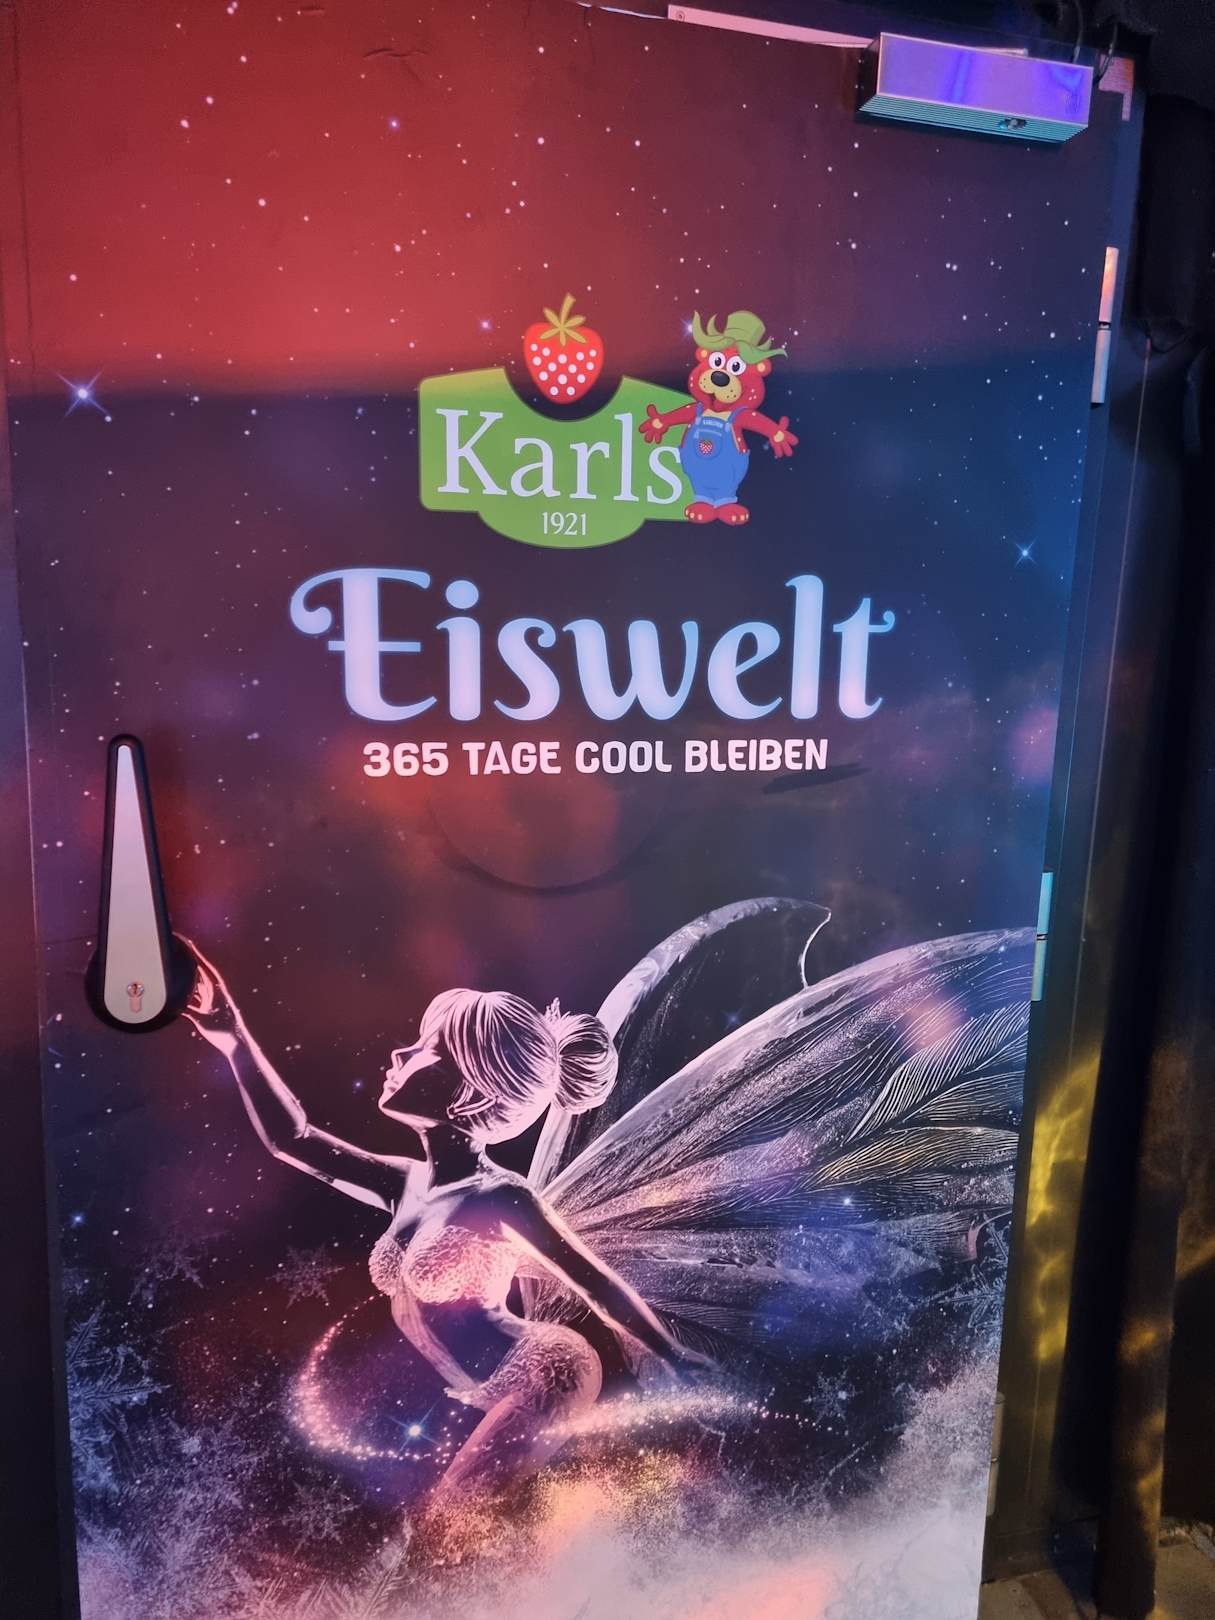 Karls
1921
Eiswelt
365 TAGE COOL BLEIBEN